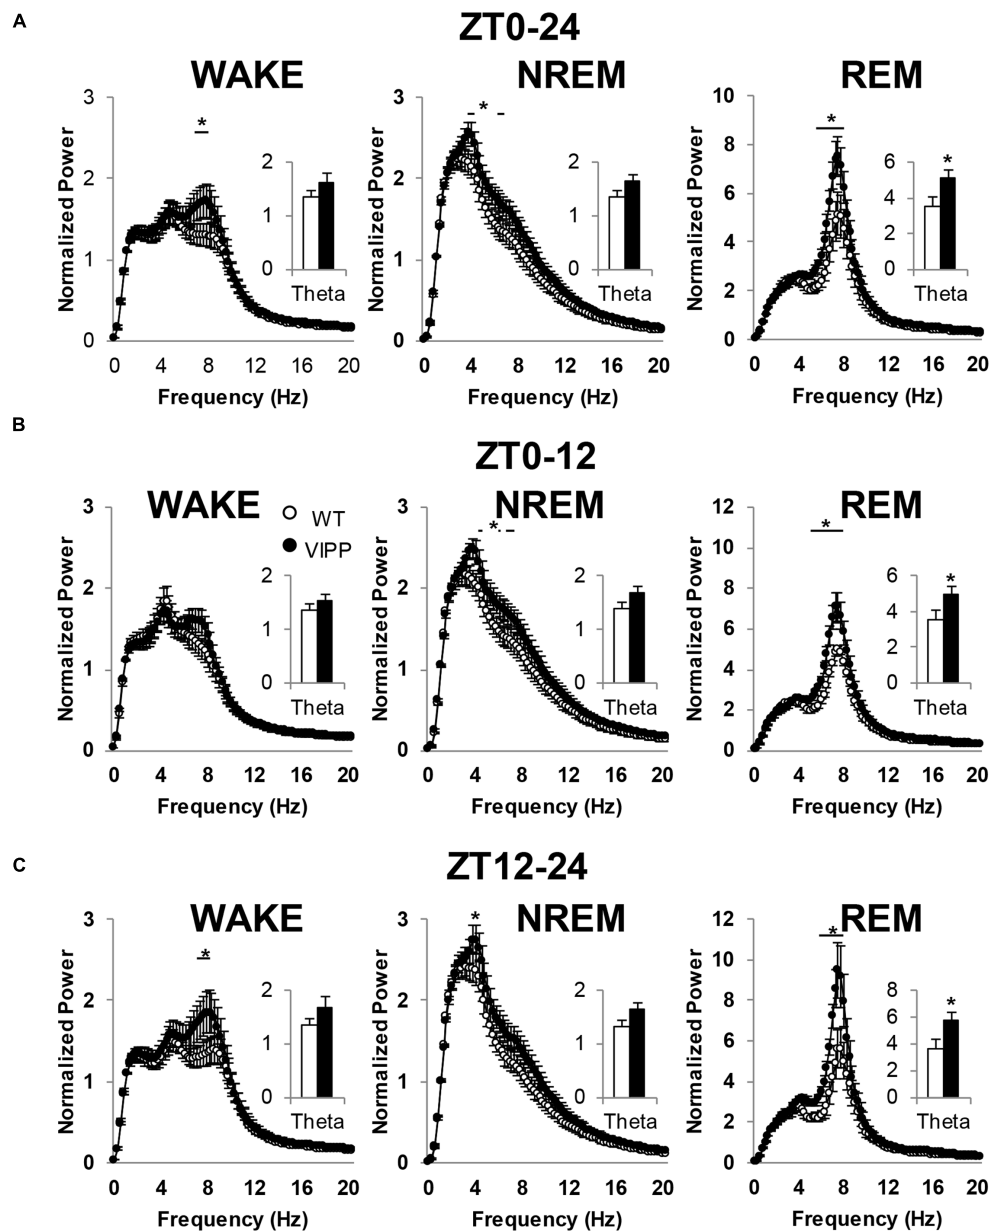 A
ZT0-24
WAKE
NREM
REM
Normalized Power
3
2
1
0
*
2
1
0
Theta
0 4 8 12 16 20
Frequency (Hz)
Normalized Power
3
2
1
0
*
2
1
0
Theta
0 4 8 12 16 20
Frequency (Hz)
Normalized Power
10
8
6
4
2
0
*
6
4
2
0
*
Theta
0 4 8 12 16 20
Frequency (Hz)
B
ZT0-12
WAKE
NREM
REM
WT
VIPP
Normalized Power
3
2
1
0
2
1
0
Theta
0 4 8 12 16 20
Frequency (Hz)
Normalized Power
3
2
1
0
*
2
1
0
Theta
0 4 8 12 16 20
Frequency (Hz)
Normalized Power
12
10
8
6
4
2
0
*
6
4
2
0
*
Theta
0 4 8 12 16 20
Frequency (Hz)
C
ZT12-24
WAKE
NREM
REM
Normalized Power
3
2
1
0
*
2
1
0
Theta
0 4 8 12 16 20
Frequency (Hz)
Normalized Power
3
2
1
0
*
2
1
0
Theta
0 4 8 12 16 20
Frequency (Hz)
Normalized Power
12
10
8
6
4
2
0
*
8
6
4
2
0
*
Theta
0 4 8 12 16 20
Frequency (Hz)